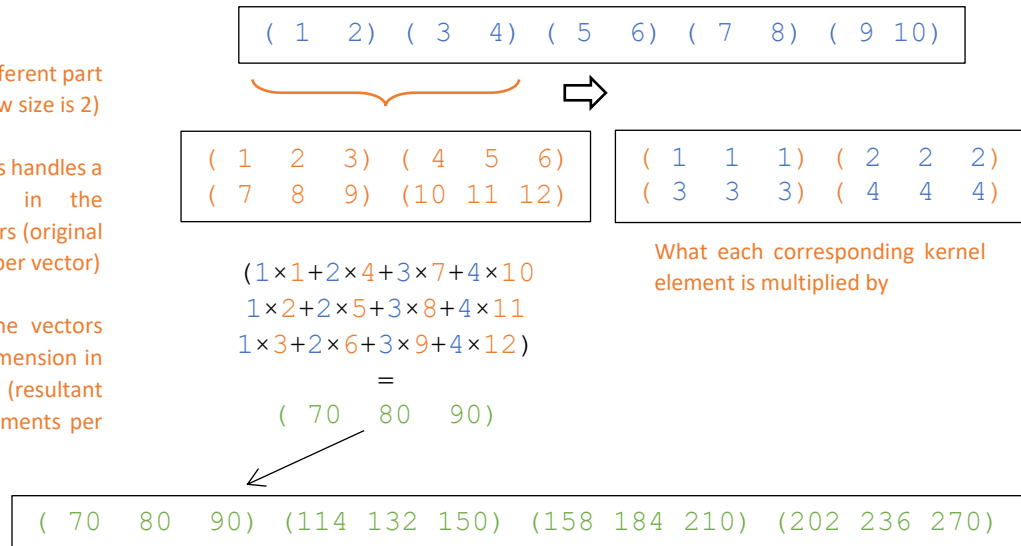 ( 1 2) ( 3 4) ( 5 6) ( 7 8) ( 9 10)
part
size is 2)
handles a
in the
(original
per vector)
vectors
in
(resultant
per
( 1 2 3) ( 4 5 6)
( 7 8 9) (10 11 12)
( 1 1 1) ( 2 2 2)
( 3 3 3) ( 4 4 4)
What each corresponding kernel
element is multiplied by
(1×1+2×4+3×7+4×10
1×2+2×5+3×8+4×11
1×3+2×6+3×9+4×12)
=
( 70 80 90)
( 70 80 90) (114 132 150) (158 184 210) (202 236 270)